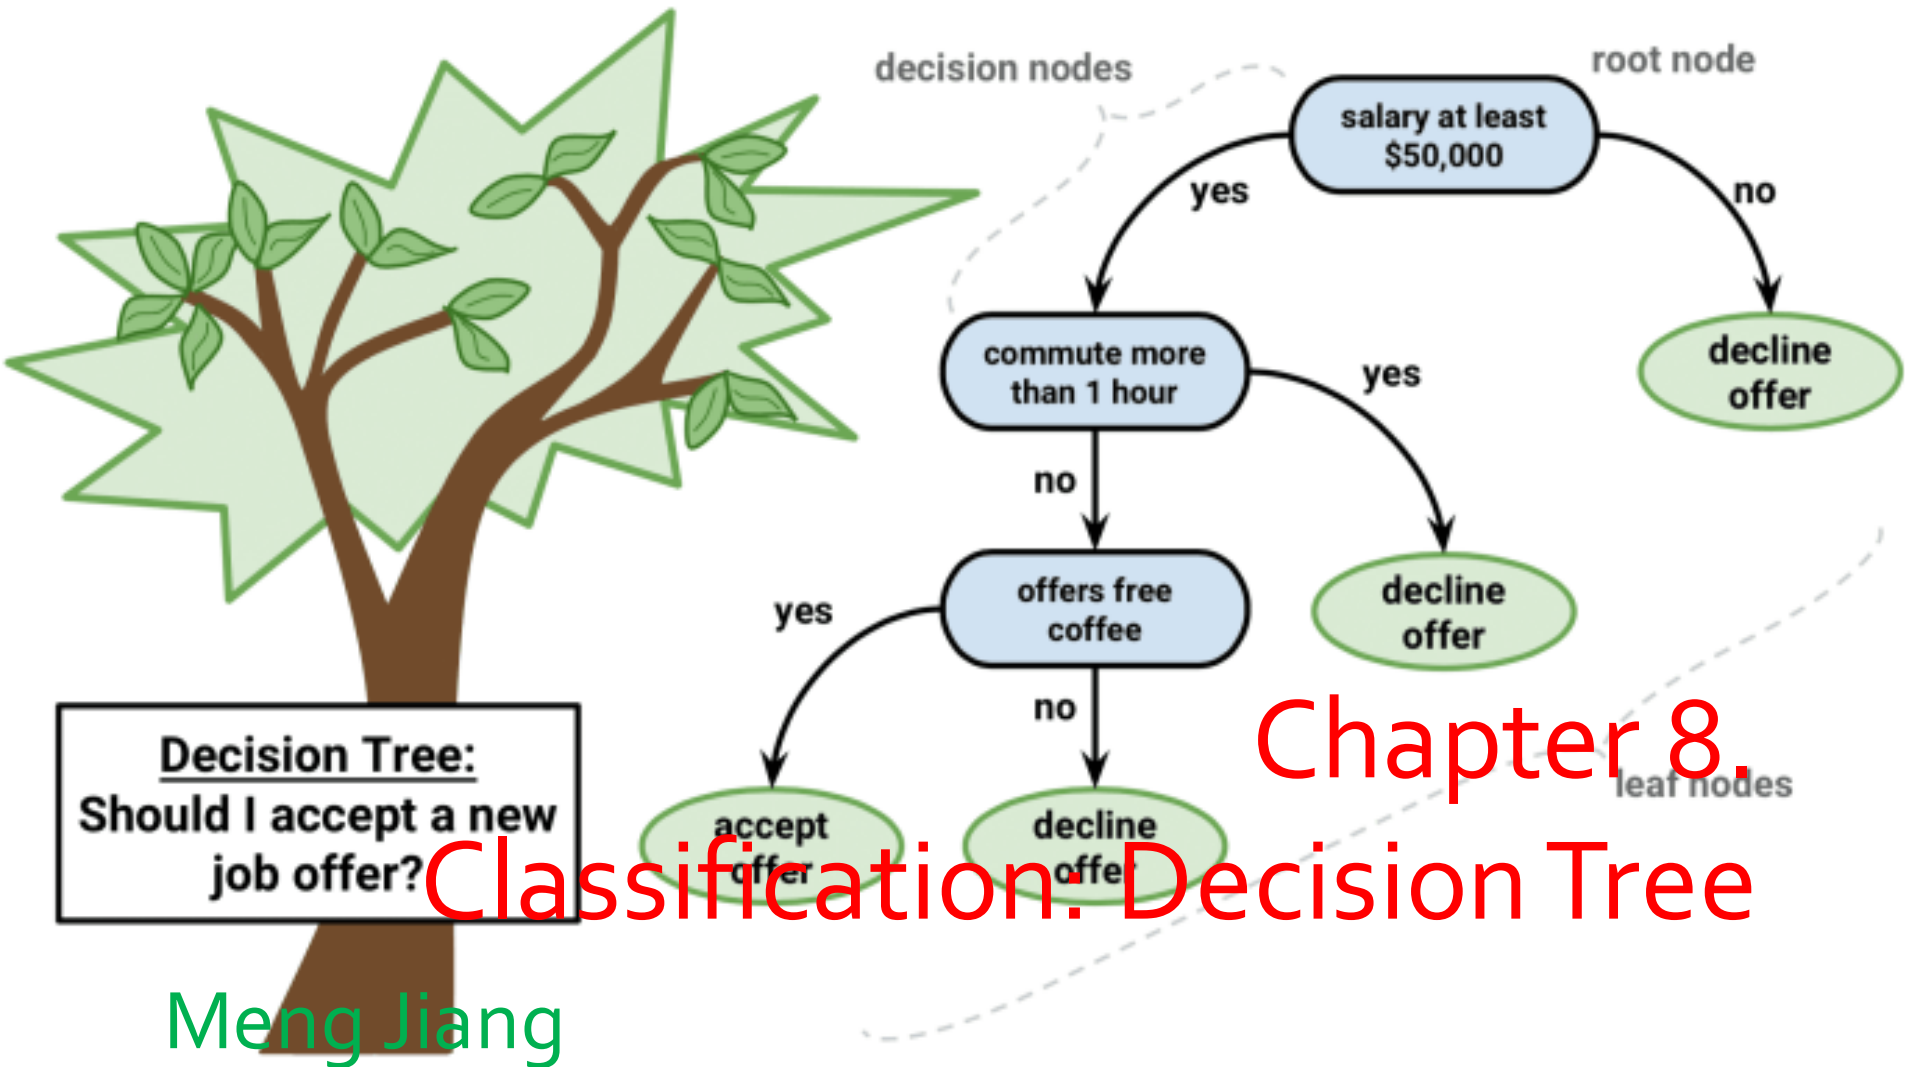 decision nodes
root node
salary at least
$50,000
yes
no
commute more
than 1 hour
yes
decline
offer
no
offers free
coffee
decline
offer
yes
no
Chapter 8.
leaf nodes
Decision Tree:
Should I accept a new
job offer?
accept
offer
decline
offer
Classification: Decision Tree
Meng Jiang